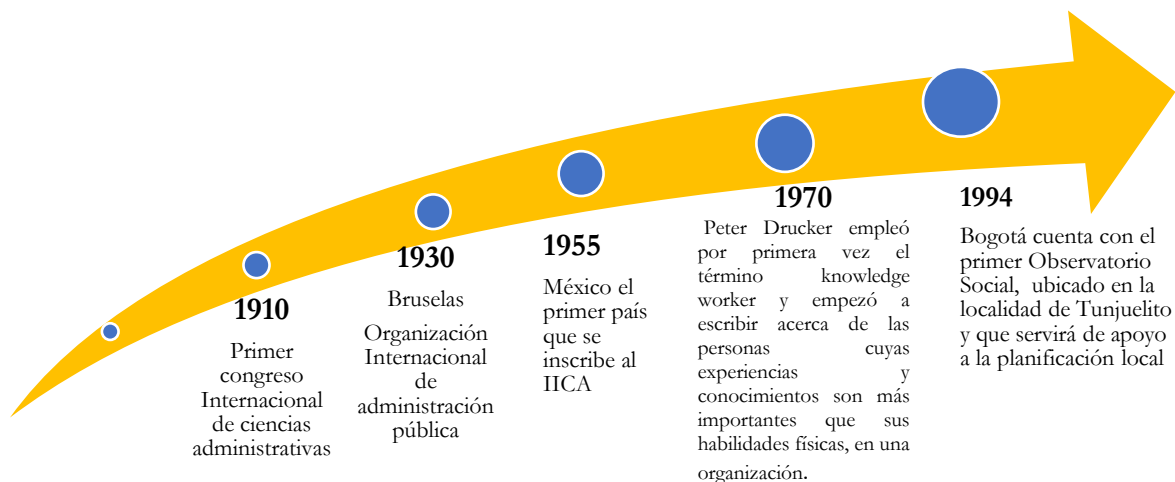 1910
Primer
congreso
Internacional
de ciencias
administrativas
1930
Bruselas
Organización
Internacional
de
administración
pública
1955
México el
primer país
que se
inscribe al
IICA
1970
Peter Drucker empleó
por primera vez el
término knowledge
worker y empezó a
escribir acerca de las
personas cuyas
experiencias y
conocimientos son más
importantes que sus
habilidades físicas, en una
organización.
1994
Bogotá cuenta con el
primer Observatorio
Social, ubicado en la
localidad de Tunjuelito
y que servirá de apoyo
a la planificación local